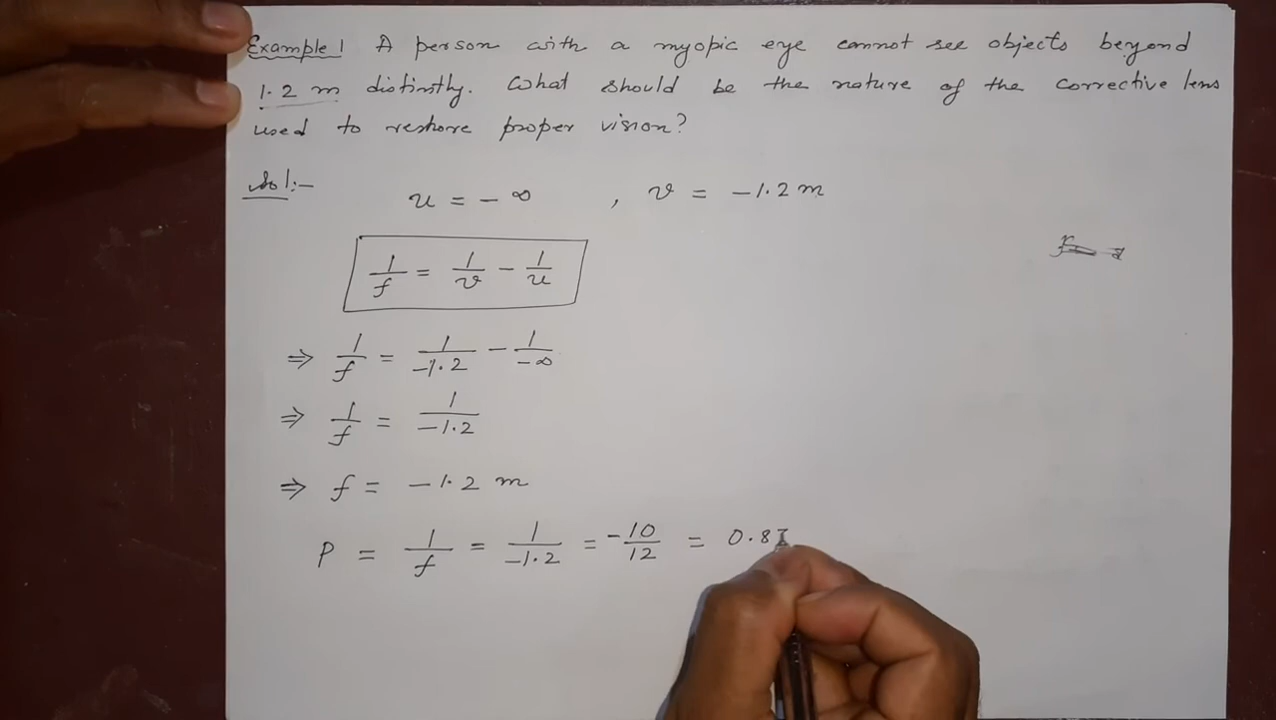 Example 1 A person with a myopic eye cannot see objects beyond
1.2 m distinctly. What should be the nature of the corrective lens
used to restore proper vision?
Sol:-
u = - ∞ , v = -1.2 m
1/f = 1/v - 1/u
⇒ 1/f = 1/-1.2 - 1/-∞
⇒ 1/f = 1/-1.2
⇒ f = -1.2 m
P = 1/f = 1/-1.2 = -10/12 = 0.8